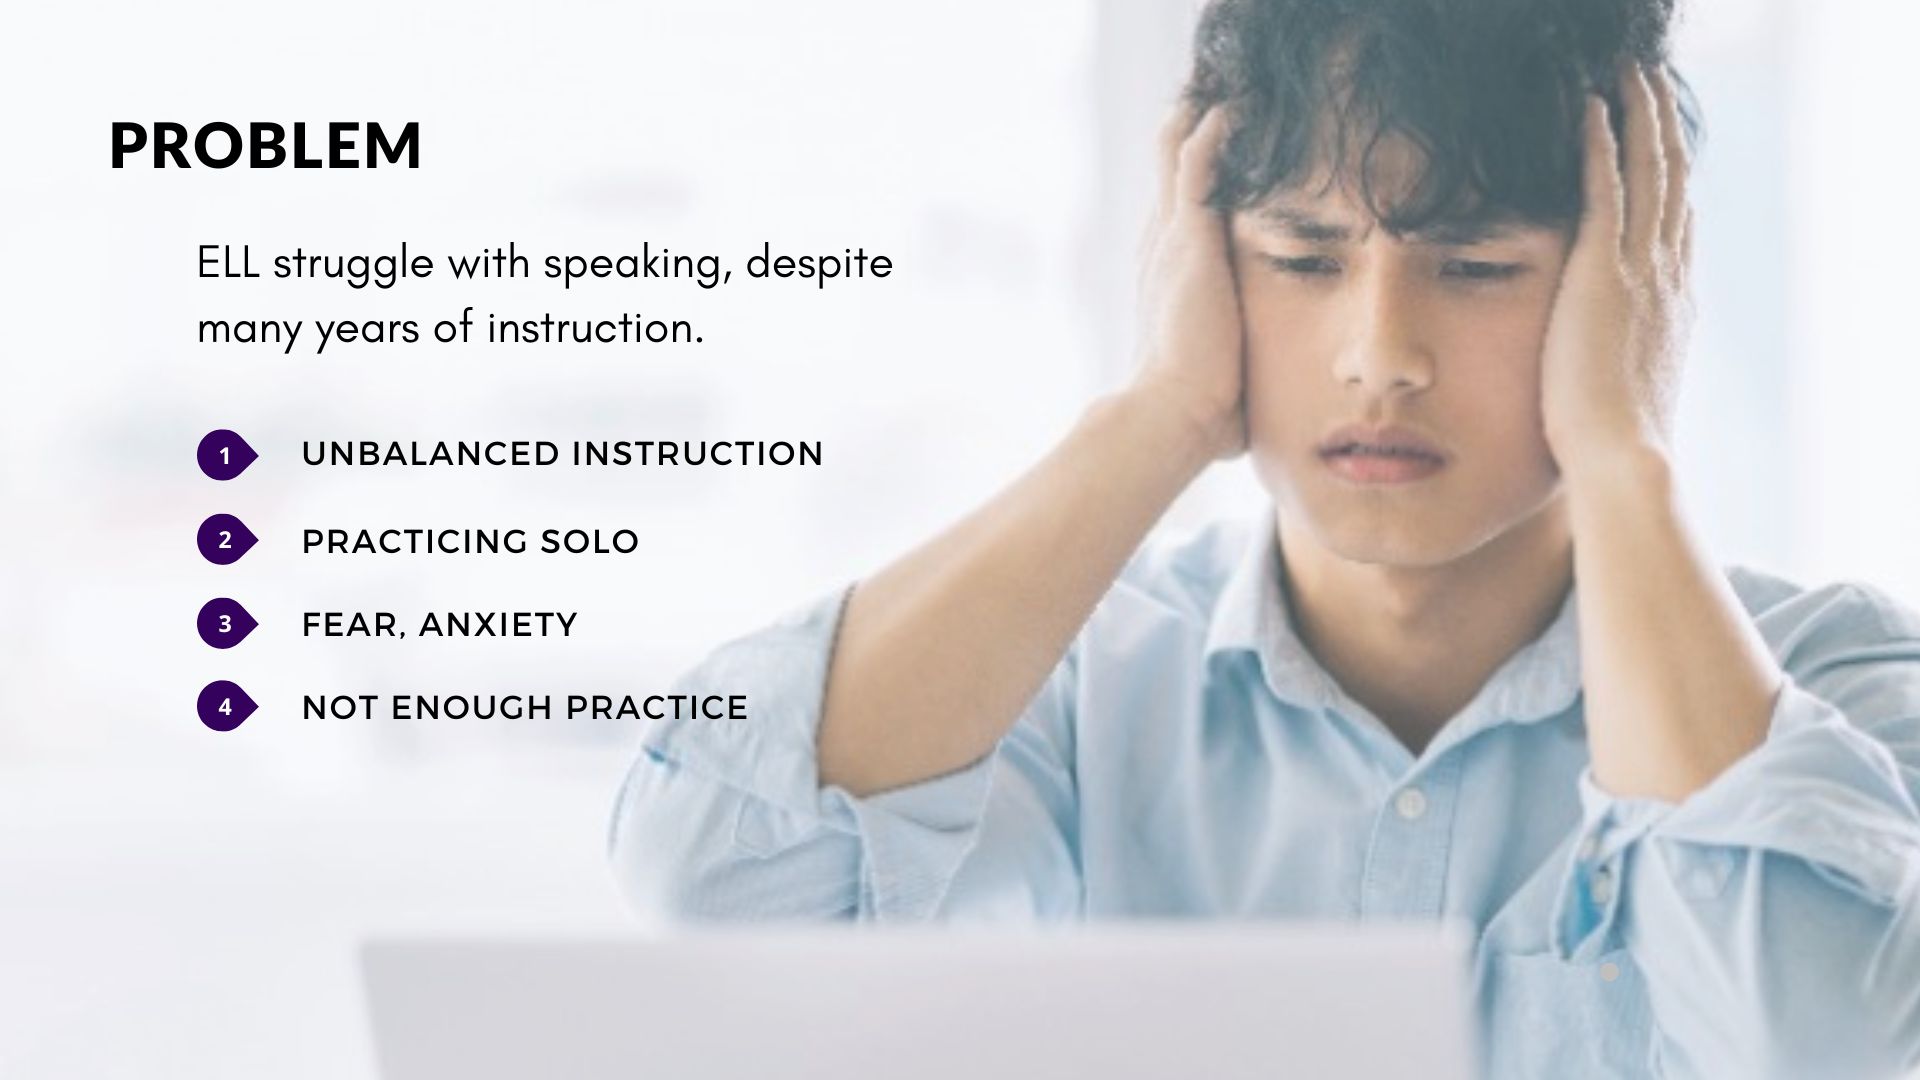 PROBLEM
ELL struggle with speaking, despite
many years of instruction.
1 UNBALANCED INSTRUCTION
2 PRACTICING SOLO
3 FEAR, ANXIETY
4 NOT ENOUGH PRACTICE